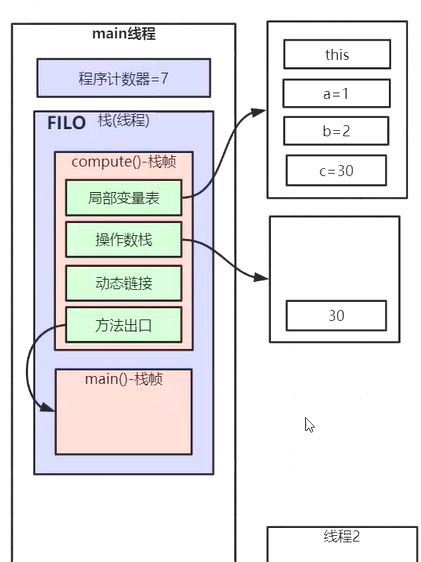 main线程
程序计数器=7
FILO 栈(线程)
compute()-栈帧
局部变量表
操作数栈
动态链接
方法出口
main()-栈帧
this
a=1
b=2
c=30
30
线程2